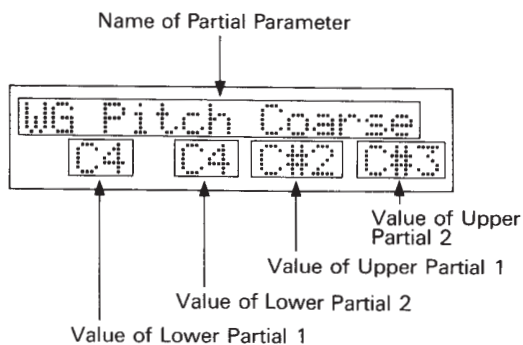 Name of Partial Parameter
WG Pitch Coarse
C4 C4 C#2 C#3
Value of Upper
Partial 2
Value of Upper Partial 1
Value of Lower Partial 2
Value of Lower Partial 1